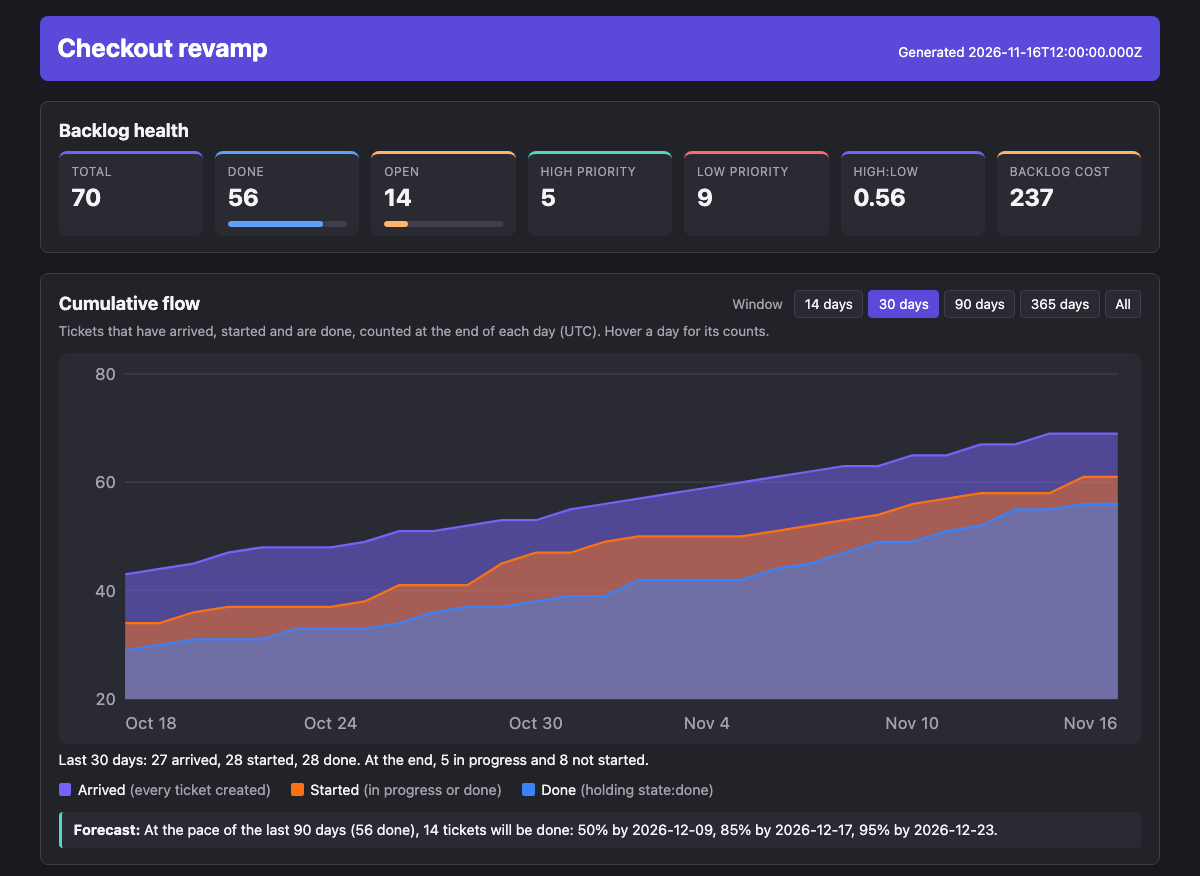 Checkout revamp
Generated 2026-11-16T12:00:00.000Z
Backlog health
TOTAL
70
DONE
56
OPEN
14
HIGH PRIORITY
5
LOW PRIORITY
9
HIGH:LOW
0.56
BACKLOG COST
237
Cumulative flow
Window 14 days 30 days 90 days 365 days All
Tickets that have arrived, started and are done, counted at the end of each day (UTC). Hover a day for its counts.
80
60
40
20
Oct 18 Oct 24 Oct 30 Nov 4 Nov 10 Nov 16
Last 30 days: 27 arrived, 28 started, 28 done. At the end, 5 in progress and 8 not started.
Arrived (every ticket created) Started (in progress or done) Done (holding state:done)
Forecast: At the pace of the last 90 days (56 done), 14 tickets will be done: 50% by 2026-12-09, 85% by 2026-12-17, 95% by 2026-12-23.